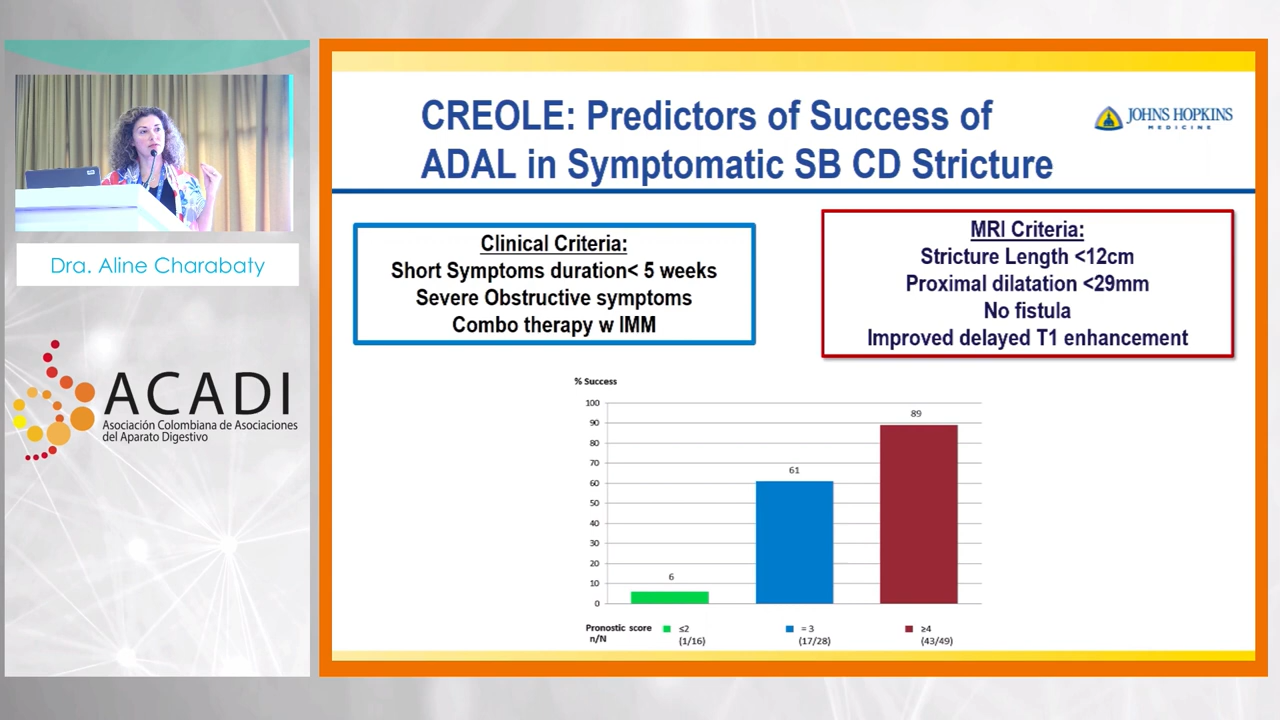 CREOLE: Predictors of Success of
ADAL in Symptomatic SB CD Stricture
JOHNS HOPKINS
MEDICINE
Dra. Aline Charabaty
ACADI
Asociación Colombiana de Asociaciones
del Aparato Digestivo
Clinical Criteria:
Short Symptoms duration< 5 weeks
Severe Obstructive symptoms
Combo therapy w IMM
MRI Criteria:
Stricture Length <12cm
Proximal dilatation <29mm
No fistula
Improved delayed T1 enhancement
% Success
100
90
80
70
60
50
40
30
20
10
0
6
61
89
Pronostic score
n/N
≤2
(1/16)
= 3
(17/28)
≥4
(43/49)